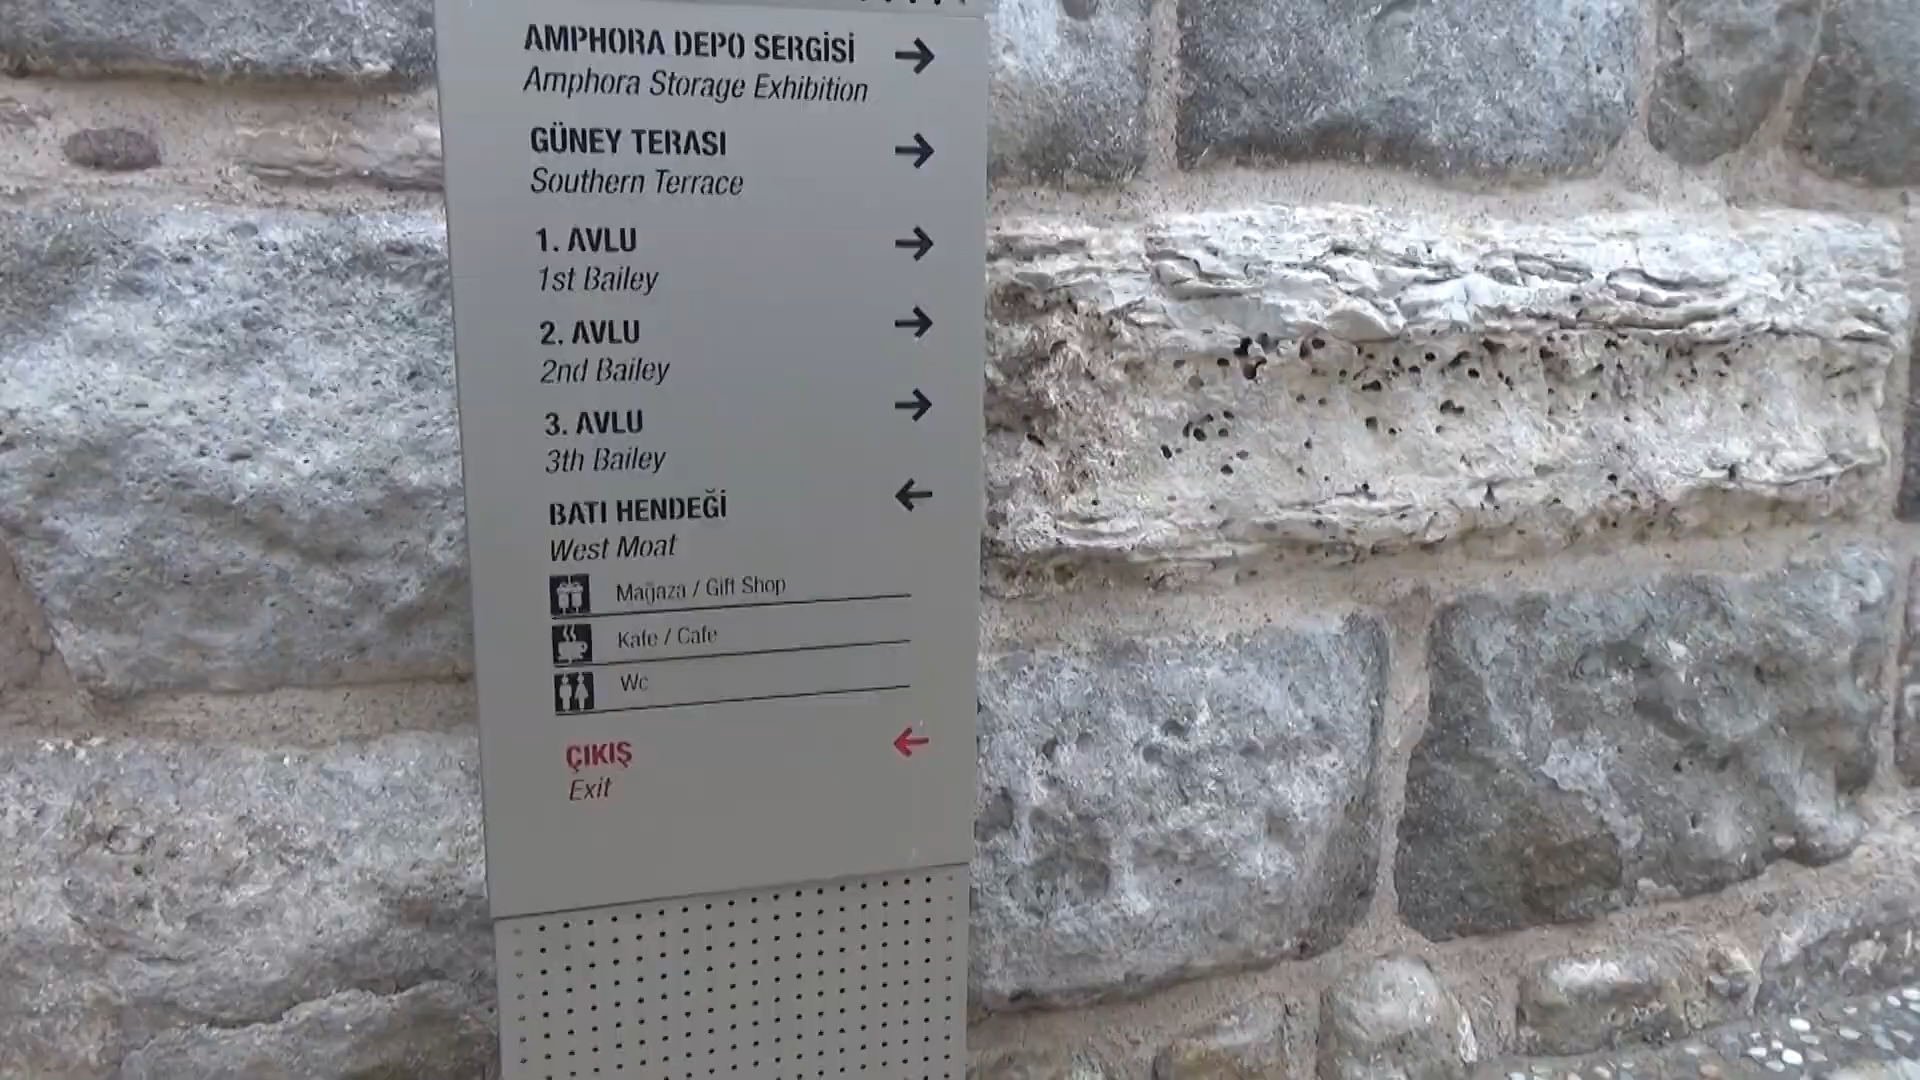 AMPHORA DEPO SERGİSİ →
Amphora Storage Exhibition
GÜNEY TERASI →
Southern Terrace
1. AVLU →
1st Bailey
2. AVLU →
2nd Bailey
3. AVLU →
3th Bailey
BATI HENDEĞİ ←
West Moat
Mağaza / Gift Shop
Kafe / Cafe
Wc
ÇIKIŞ ←
Exit